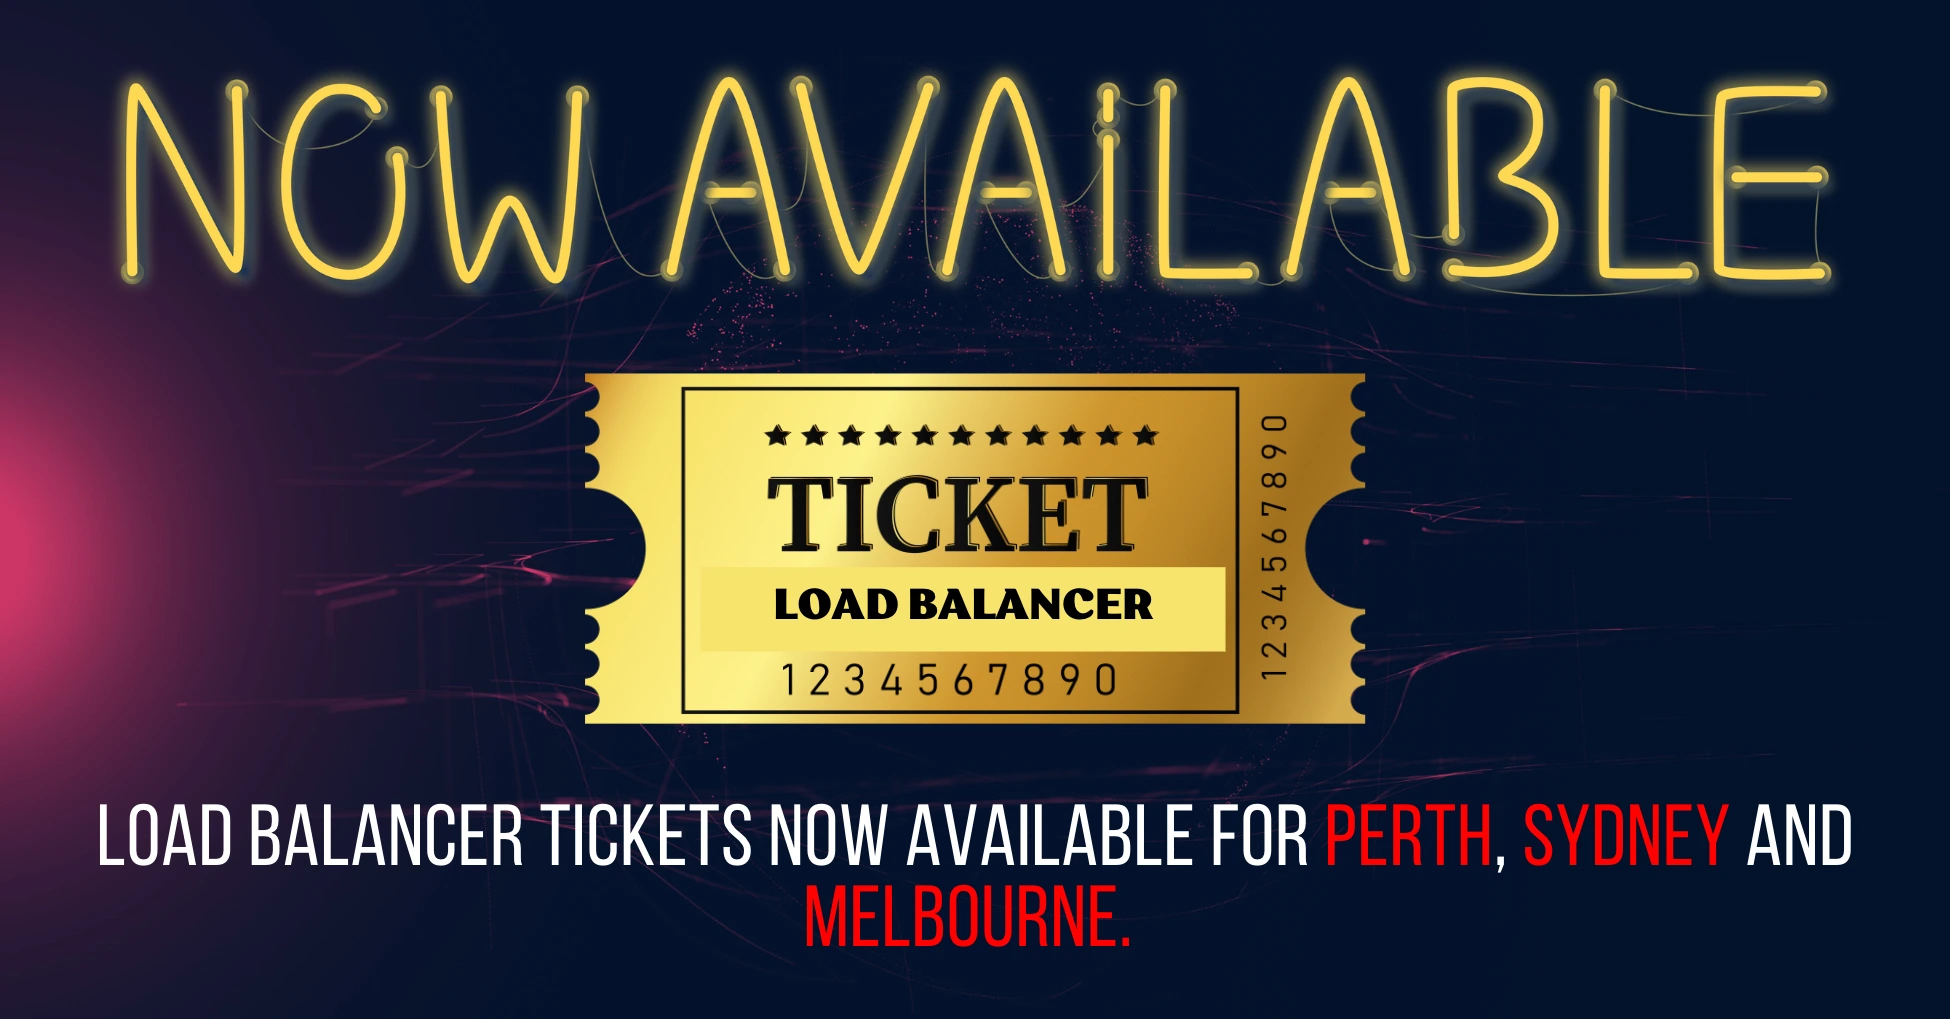 NOW AVAiLABLE
★★★★★★★★★★★
TICKET
LOAD BALANCER
1234567890
1234567890
LOAD BALANCER TICKETS NOW AVAILABLE FOR PERTH, SYDNEY AND
MELBOURNE.